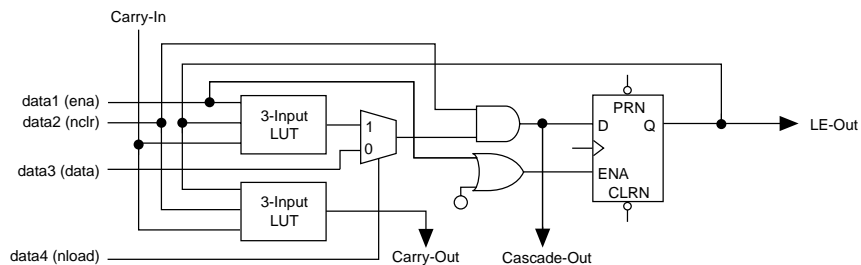 Carry-In
data1 (ena)
data2 (nclr)
3-Input
LUT
1
0
data3 (data)
3-Input
LUT
data4 (nload)
Carry-Out
Cascade-Out
PRN
D
Q
ENA
CLRN
LE-Out